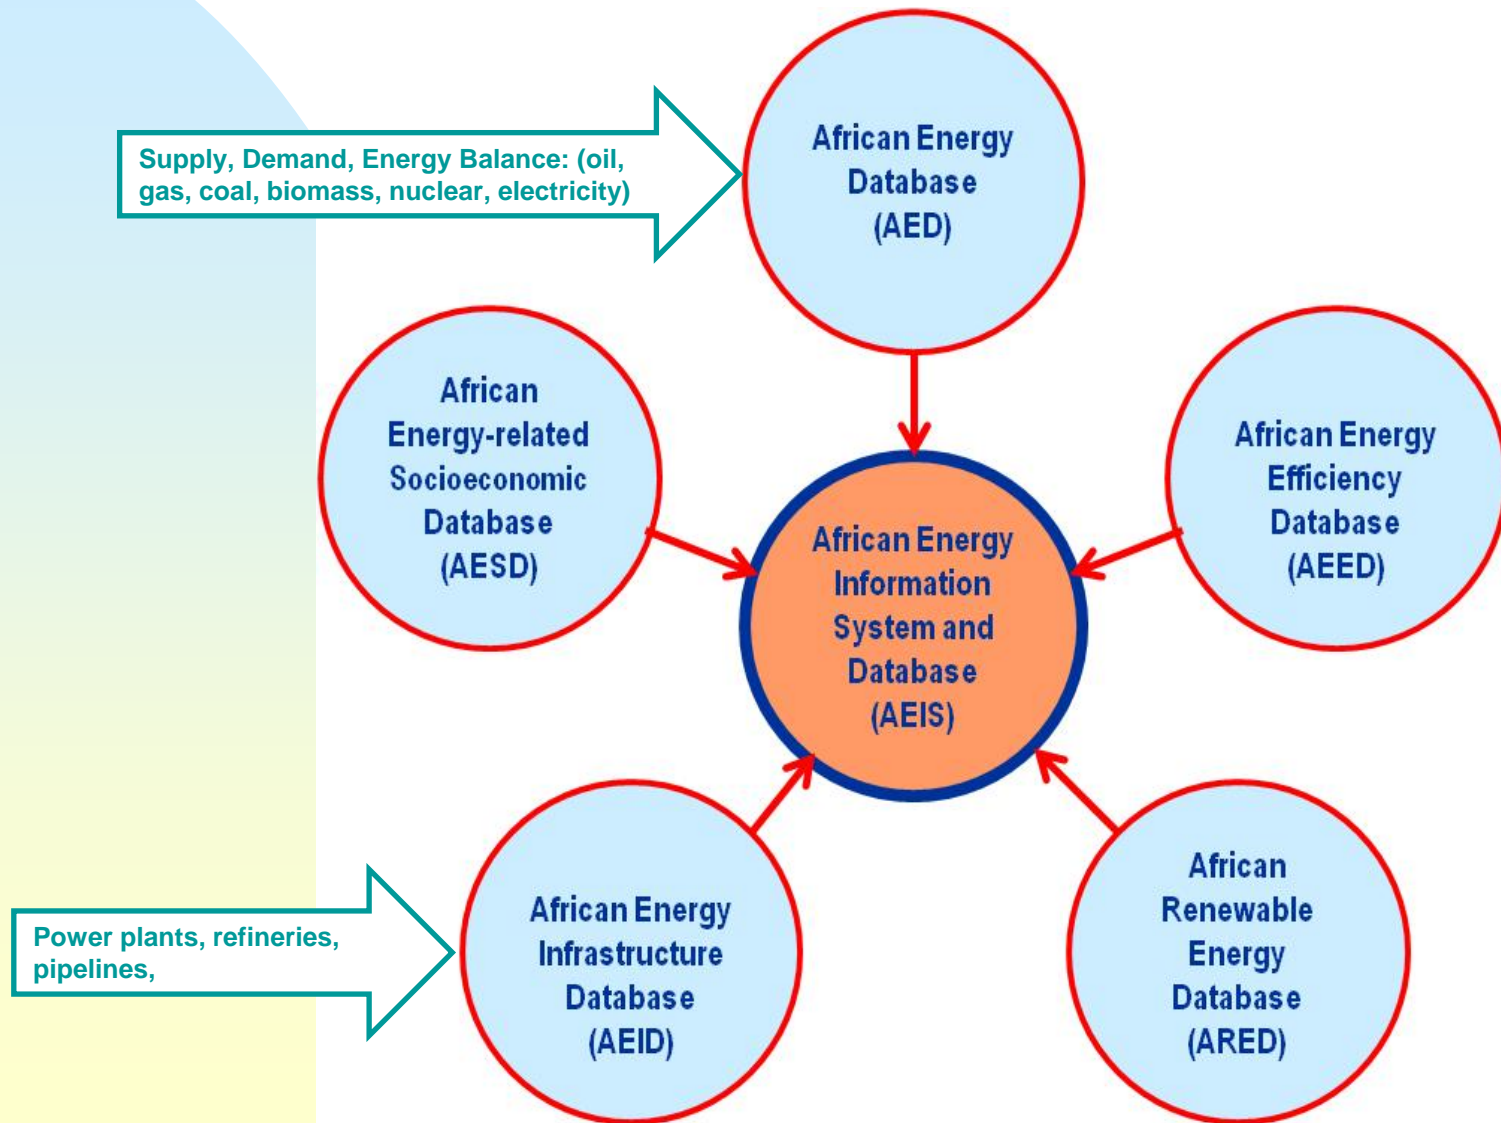 African Energy
Database
(AED)
Supply, Demand, Energy Balance: (oil,
gas, coal, biomass, nuclear, electricity)
African
Energy-related
Socioeconomic
Database
(AESD)
African Energy
Efficiency
Database
(AEED)
African Energy
Information
System and
Database
(AEIS)
Power plants, refineries,
pipelines,
African Energy
Infrastructure
Database
(AEID)
African
Renewable
Energy
Database
(ARED)